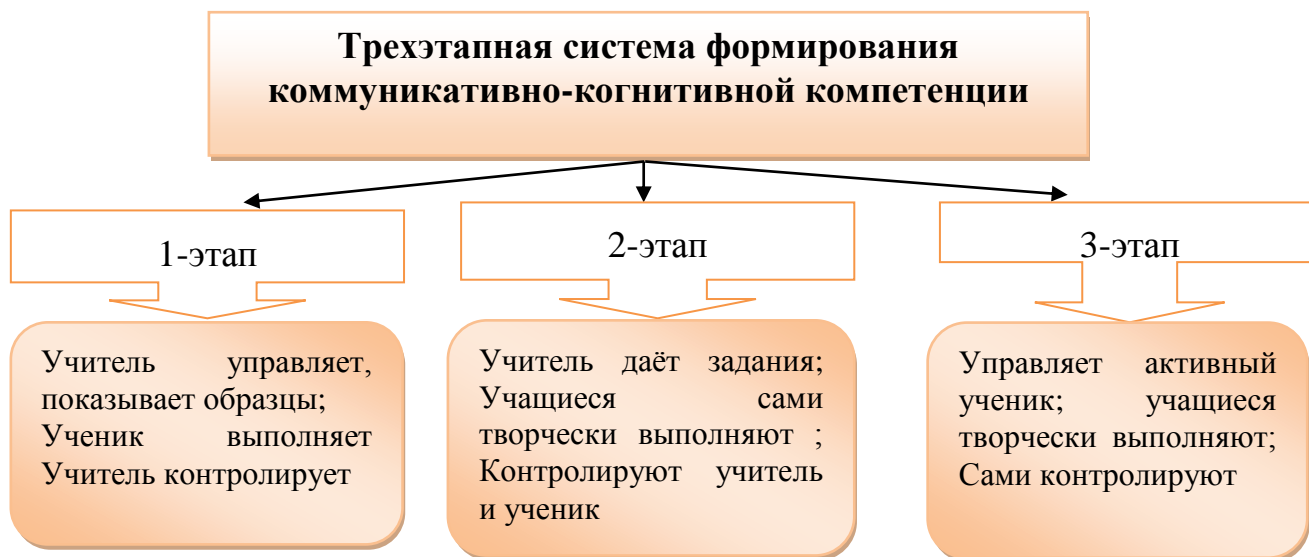 Трехэтапная система формирования
коммуникативно-когнитивной компетенции
1-этап
2-этап
3-этап
Учитель управляет,
показывает образцы;
Ученик выполняет
Учитель контролирует
Учитель даёт задания;
Учащиеся сами
творчески выполняют ;
Контролируют учитель
и ученик
Управляет активный
ученик; учащиеся
творчески выполняют;
Сами контролируют